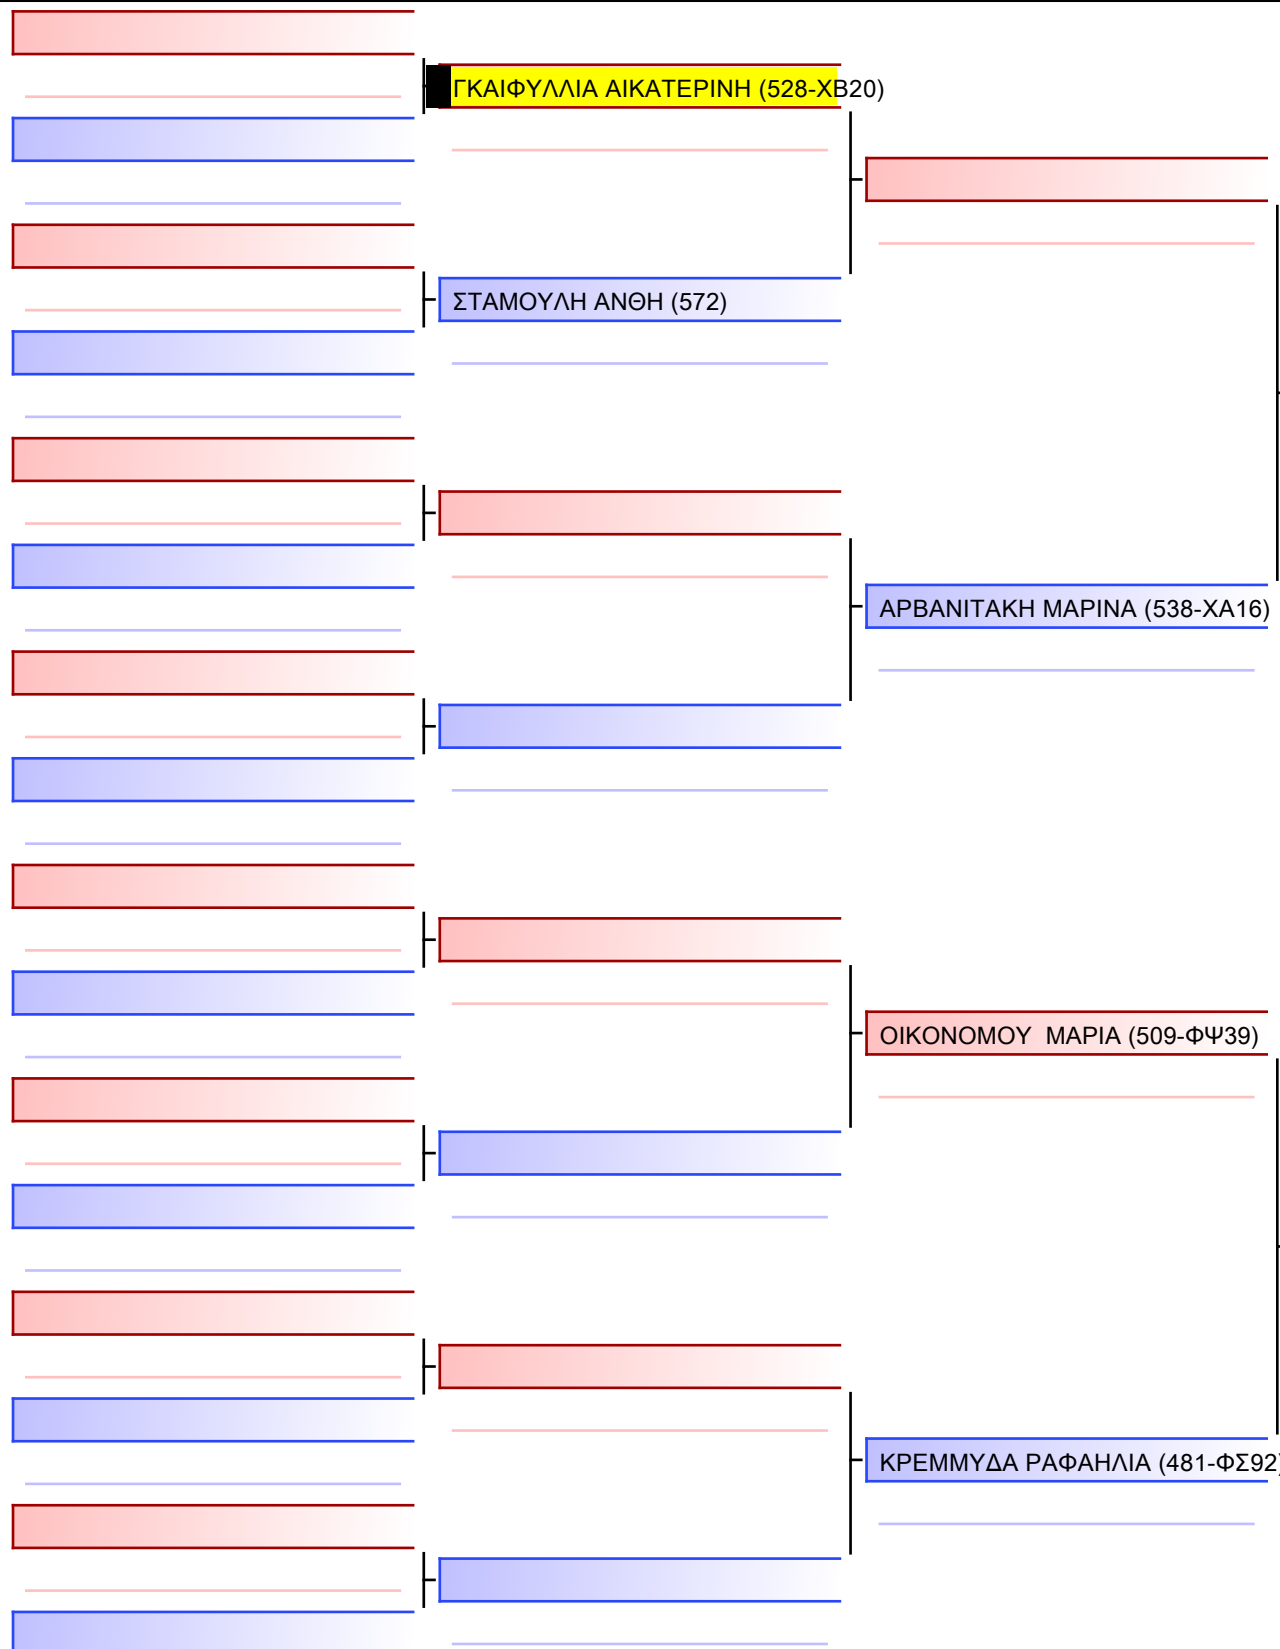 ΓΚΑΙΦΥΛΛΙΑ ΑΙΚΑΤΕΡΙΝΗ (528-ΧΒ20)
ΣΤΑΜΟΥΛΗ ΑΝΘΗ (572)
ΑΡΒΑΝΙΤΑΚΗ ΜΑΡΙΝΑ (538-ΧΑ16)
ΟΙΚΟΝΟΜΟΥ  ΜΑΡΙΑ (509-ΦΨ39)
ΚΡΕΜΜΥΔΑ ΡΑΦΑΗΛΙΑ (481-ΦΣ92)